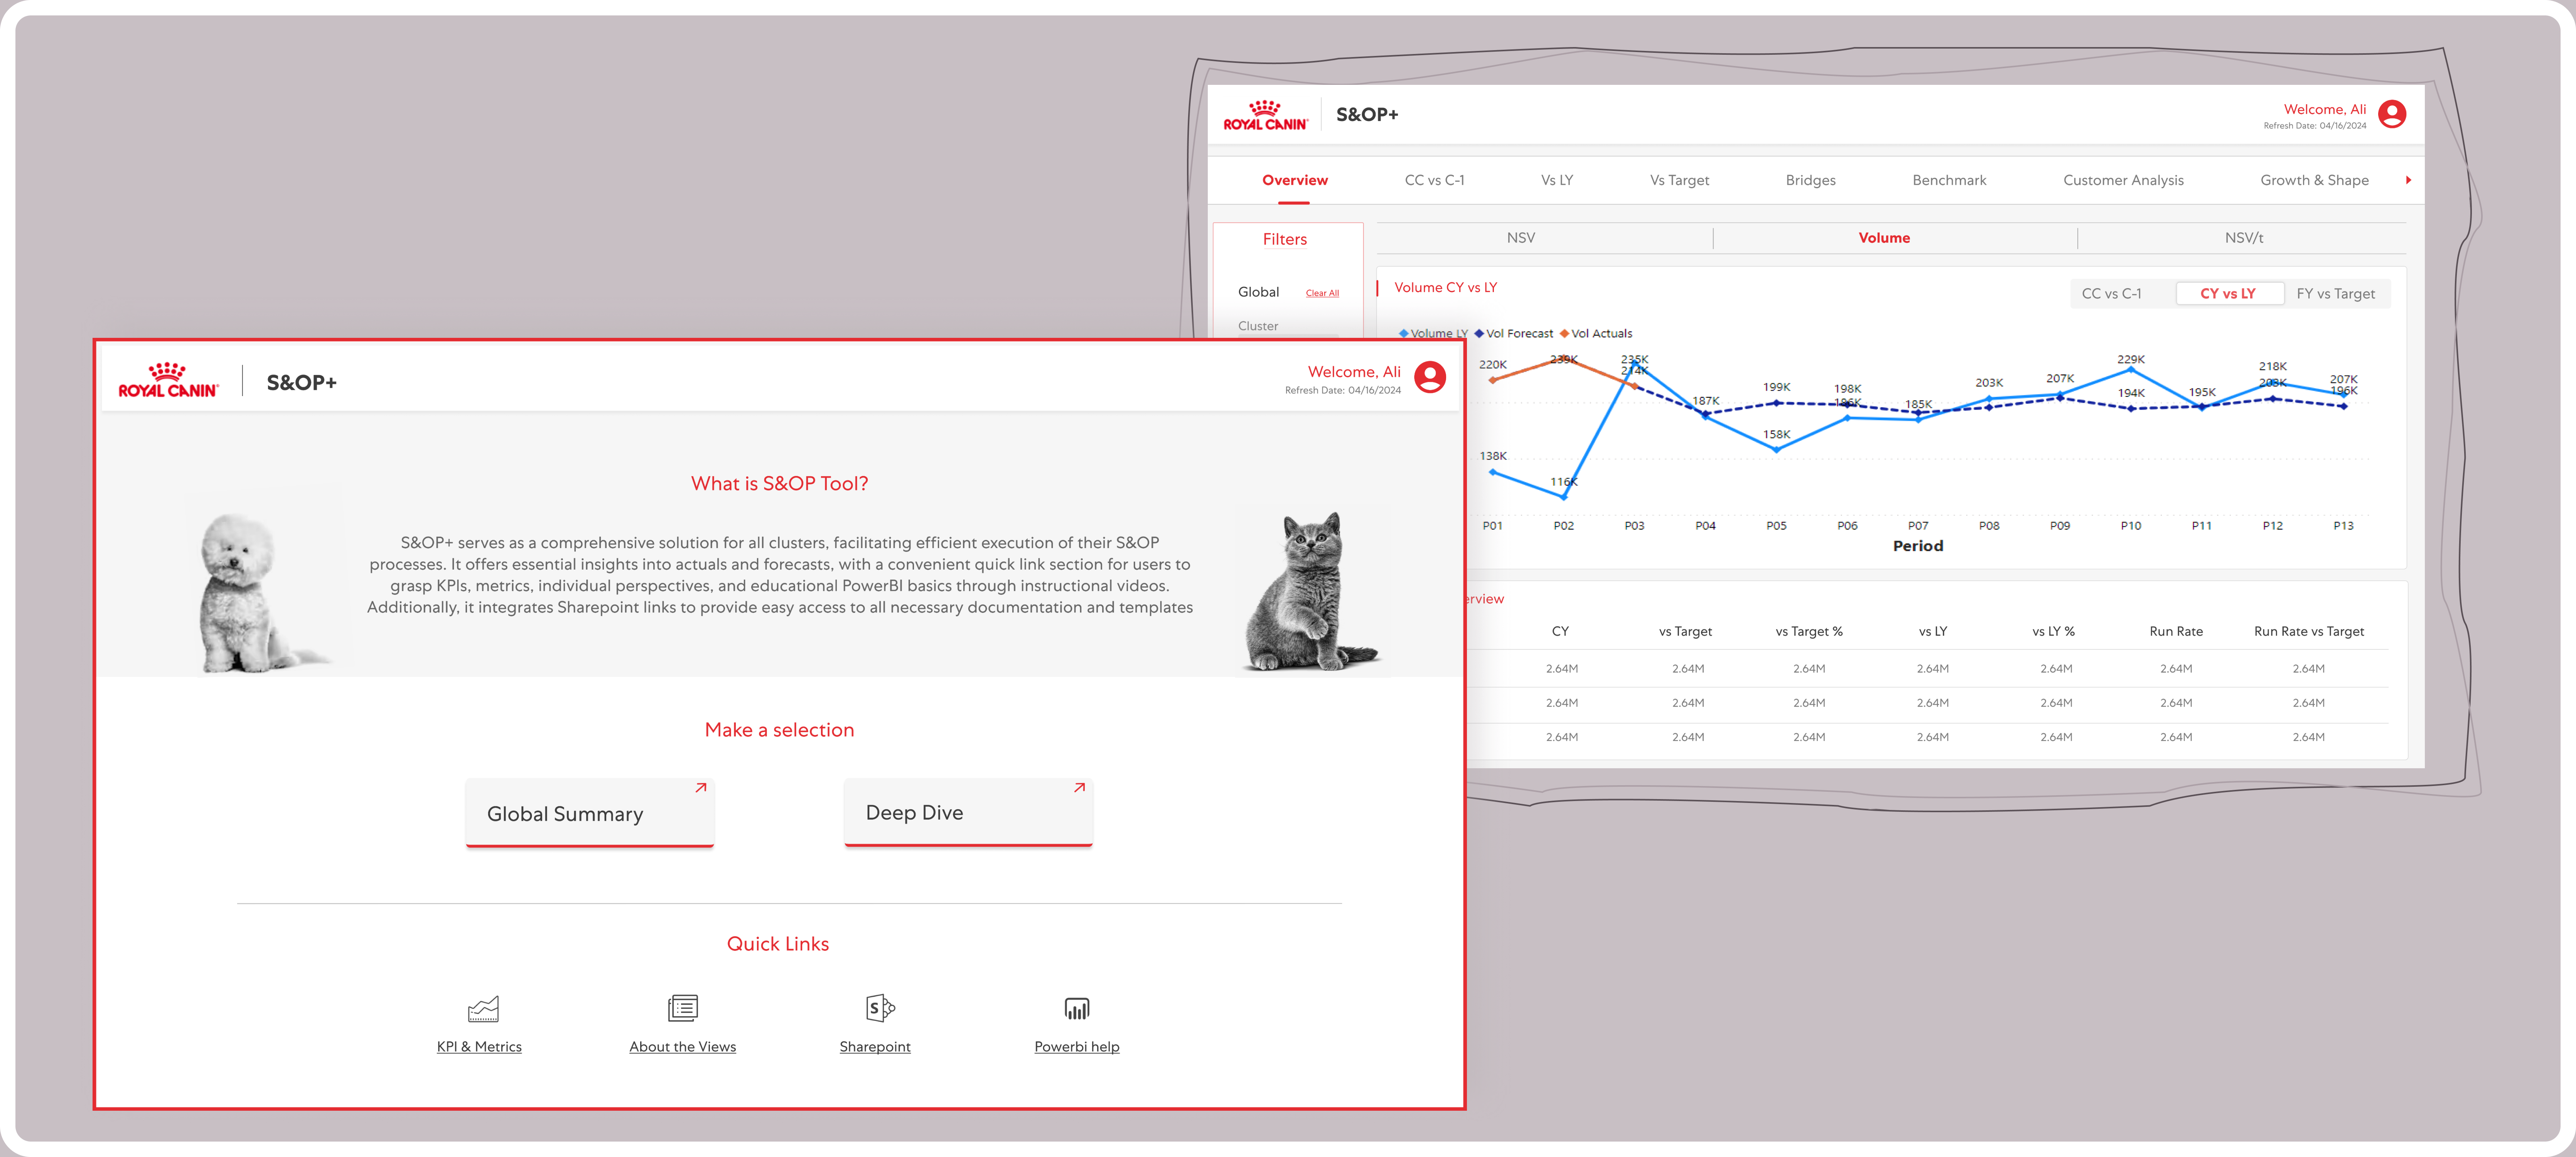 ROYAL CANIN
S&OP+
Welcome, Ali
Refresh Date: 04/16/2024
Overview
CC vs C-1
Vs LY
Vs Target
Bridges
Benchmark
Customer Analysis
Growth & Shape
Filters
Global
Clear All
Cluster
NSV
Volume
NSV/t
Volume CY vs LY
CC vs C-1
CY vs LY
FY vs Target
Volume LY
Vol Forecast
Vol Actuals
220K
239K
235K
214K
187K
199K
198K
186K
185K
203K
207K
229K
194K
195K
218K
203K
207K
196K
138K
116K
158K
P01 P02 P03 P04 P05 P06 P07 P08 P09 P10 P11 P12 P13
Period
erview
CY vs Target vs Target % vs LY vs LY % Run Rate Run Rate vs Target
2.64M 2.64M 2.64M 2.64M 2.64M 2.64M 2.64M
2.64M 2.64M 2.64M 2.64M 2.64M 2.64M 2.64M
2.64M 2.64M 2.64M 2.64M 2.64M 2.64M 2.64M
ROYAL CANIN
S&OP+
Welcome, Ali
Refresh Date: 04/16/2024
What is S&OP Tool?
S&OP+ serves as a comprehensive solution for all clusters, facilitating efficient execution of their S&OP
processes. It offers essential insights into actuals and forecasts, with a convenient quick link section for users to
grasp KPIs, metrics, individual perspectives, and educational PowerBI basics through instructional videos.
Additionally, it integrates Sharepoint links to provide easy access to all necessary documentation and templates
Make a selection
Global Summary
Deep Dive
Quick Links
KPI & Metrics
About the Views
Sharepoint
Powerbi help